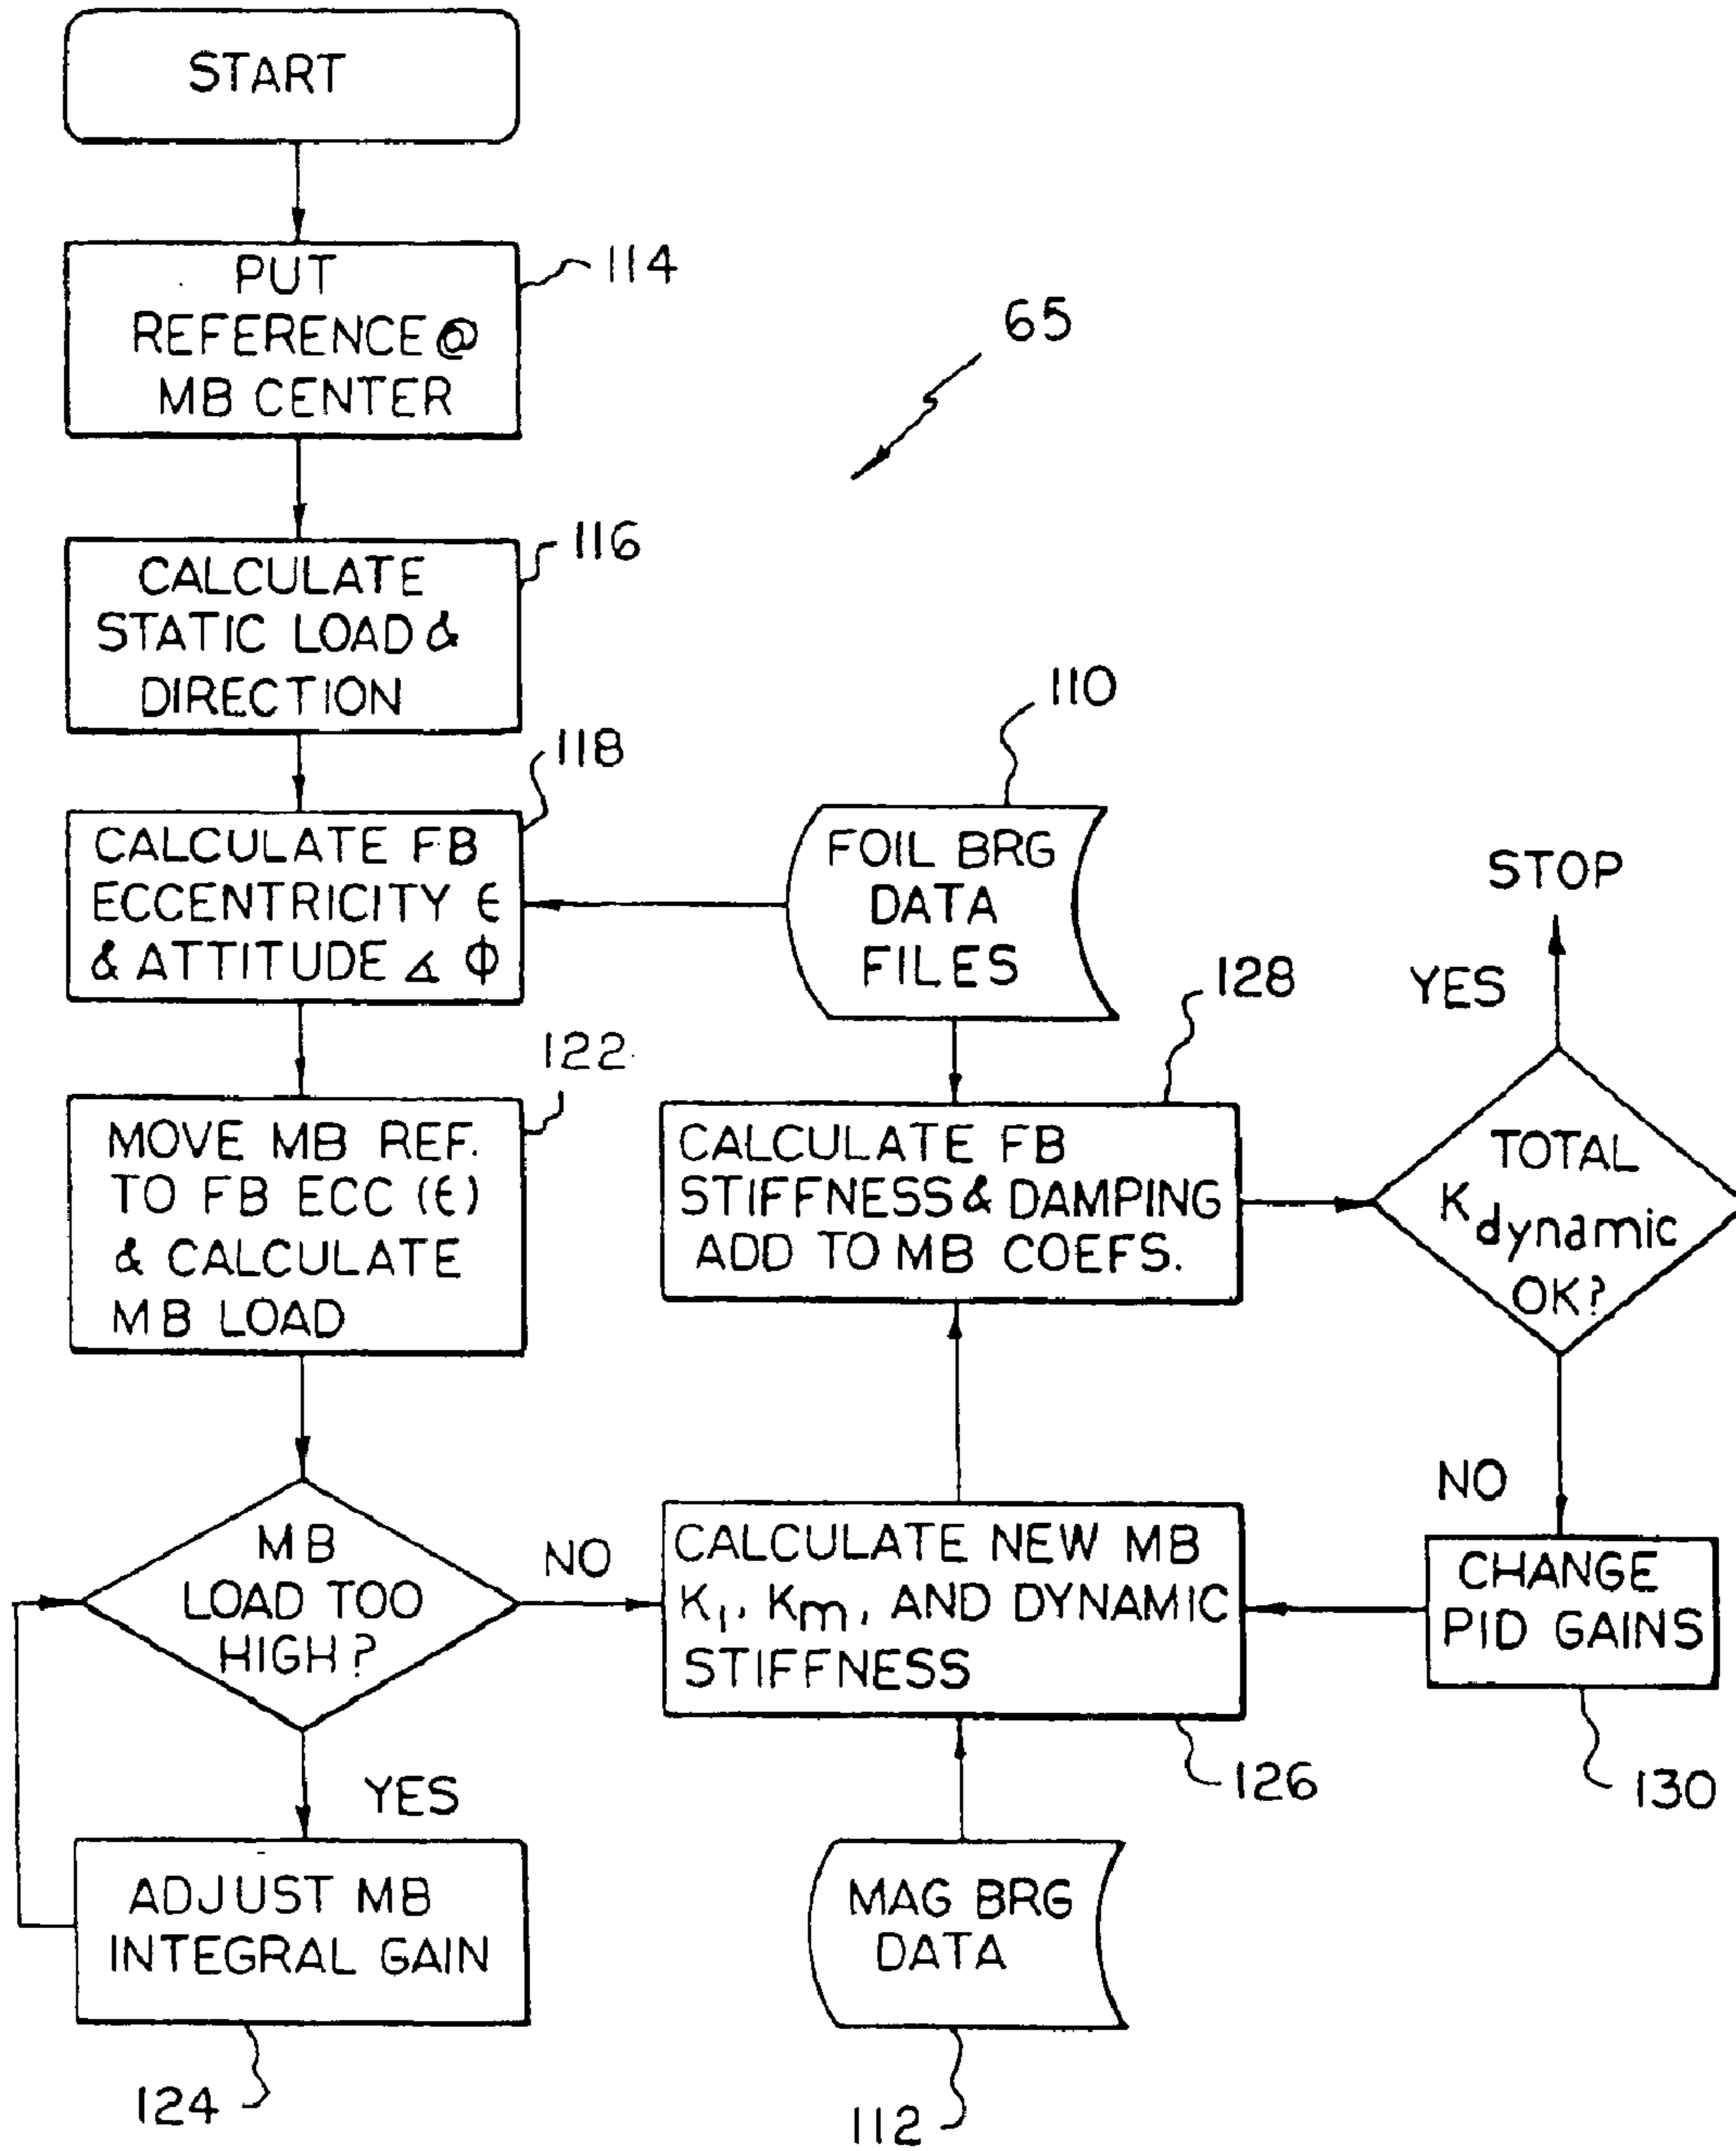 START
PUT
REFERENCE @
MB CENTER
114
65
CALCULATE
STATIC LOAD &
DIRECTION
116
CALCULATE FB
ECCENTRICITY ϵ
& ATTITUDE ∡ Φ
118
FOIL BRG
DATA
FILES
110
MOVE MB REF.
TO FB ECC (ϵ)
& CALCULATE
MB LOAD
122
CALCULATE FB
STIFFNESS & DAMPING
ADD TO MB COEFS.
128
STOP
YES
TOTAL
Kdynamic
OK?
NO
MB
LOAD TOO
HIGH?
NO
YES
CALCULATE NEW MB
Ki, Km, AND DYNAMIC
STIFFNESS
126
CHANGE
PID GAINS
130
ADJUST MB
INTEGRAL GAIN
124
MAG BRG
DATA
112